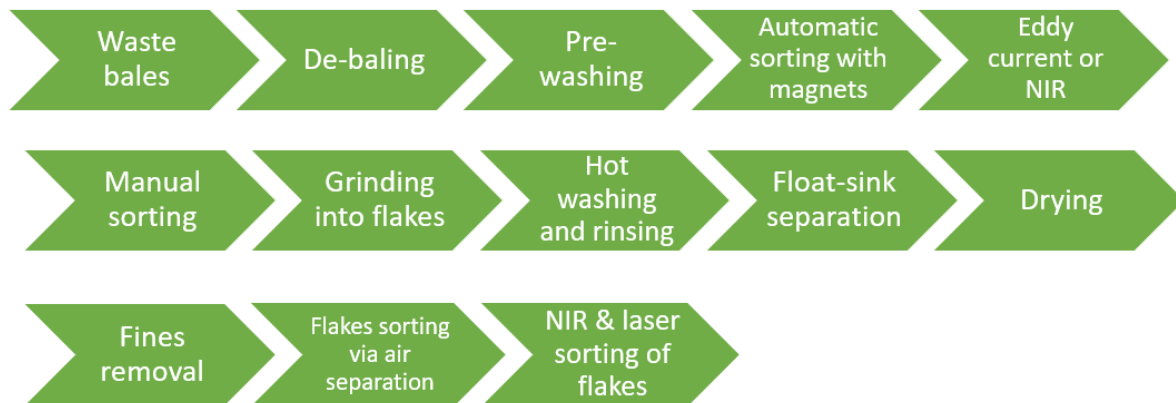 Waste
bales
De-baling
Pre-
washing
Automatic
sorting with
magnets
Eddy
current or
NIR
Manual
sorting
Grinding
into flakes
Hot
washing
and rinsing
Float-sink
separation
Drying
Fines
removal
Flakes sorting
via air
separation
NIR & laser
sorting of
flakes